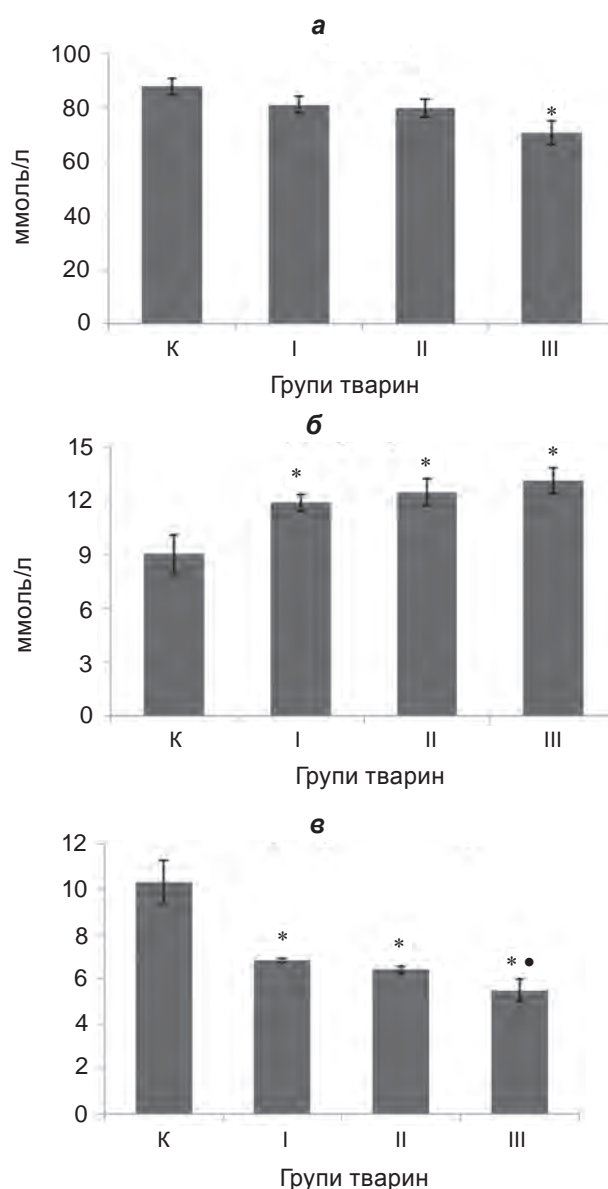 а
100
80
60
40
20
0
ммоль/л
*
К I II III
Групи тварин
б
15
12
9
6
3
0
ммоль/л
* * *
К I II III
Групи тварин
в
12
10
8
6
4
2
0
* * * •
К I II III
Групи тварин